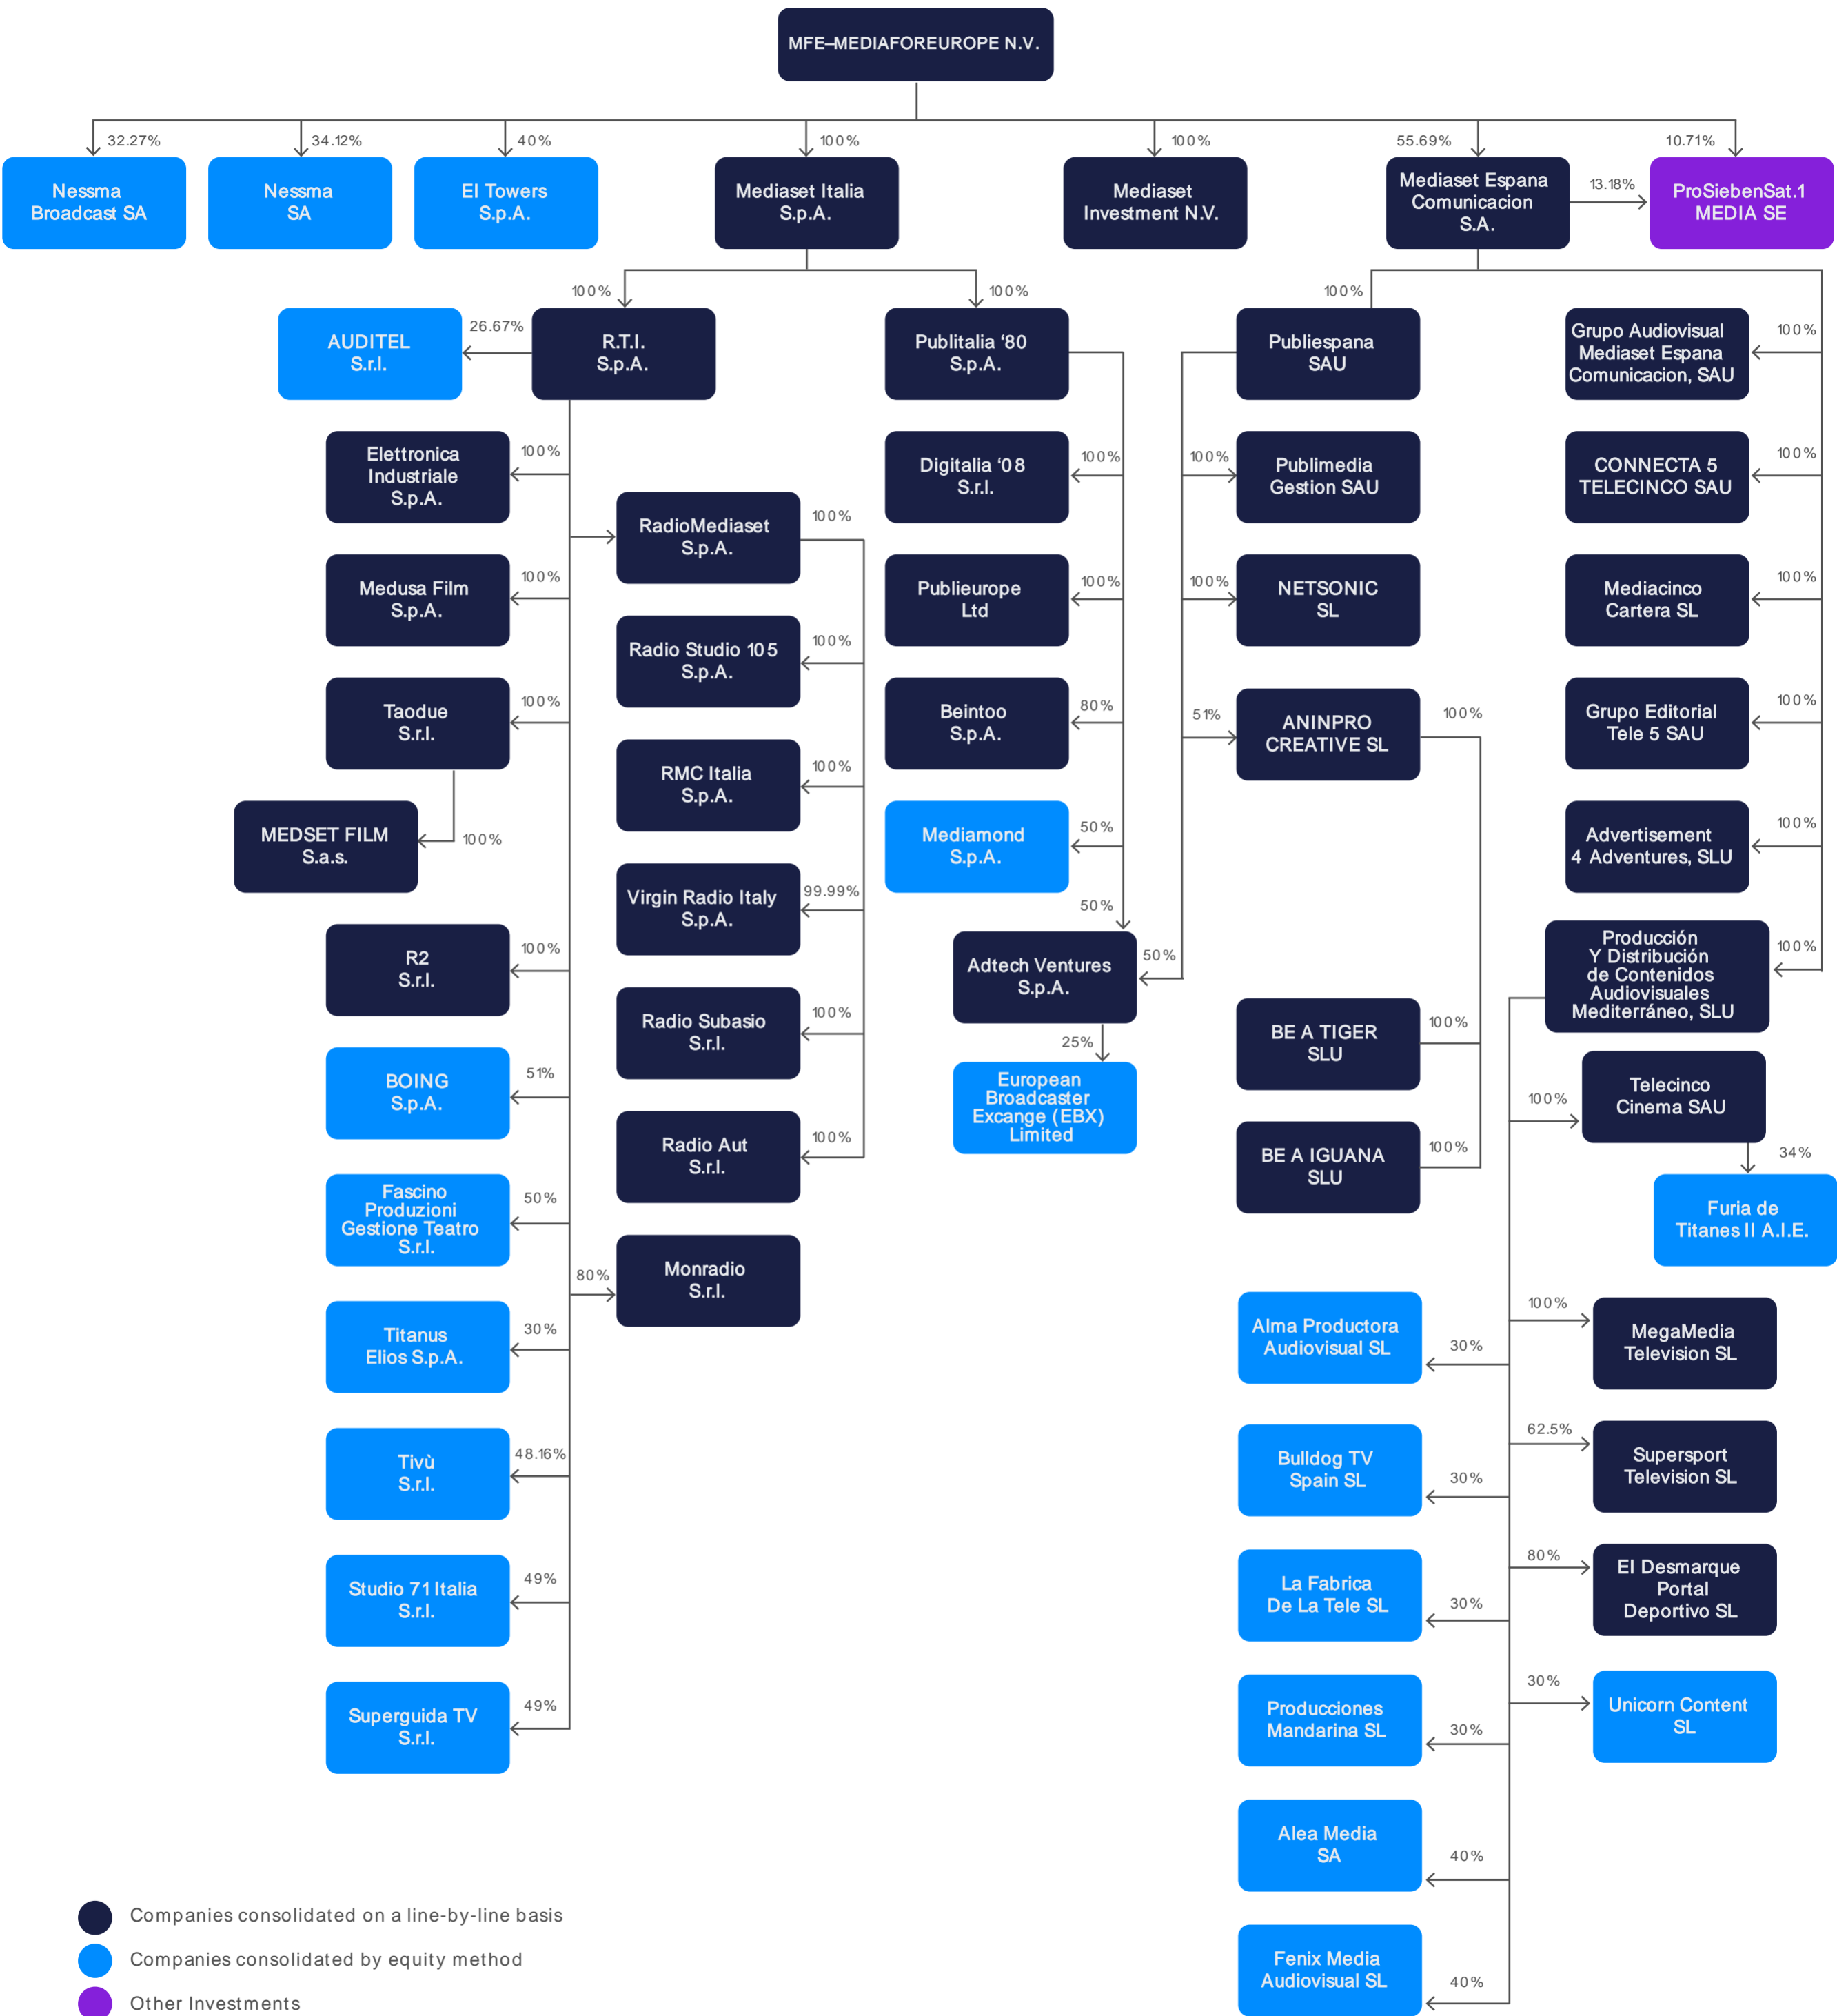 MFE–MEDIAFOREUROPE N.V.
32.27%
34.12%
40%
100%
100%
55.69%
10.71%
Nessma
Broadcast SA
Nessma
SA
EI Towers
S.p.A.
Mediaset Italia
S.p.A.
Mediaset
Investment N.V.
Mediaset Espana
Comunicacion
S.A.
13.18%
ProSiebenSat.1
MEDIA SE
100%
100%
100%
AUDITEL
S.r.l.
26.67%
R.T.I.
S.p.A.
Publitalia ‘80
S.p.A.
Publiespana
SAU
Grupo Audiovisual
Mediaset Espana
Comunicacion, SAU
100%
Elettronica
Industriale
S.p.A.
100%
Digitalia ‘08
S.r.l.
100%
100%
Publimedia
Gestion SAU
CONNECTA 5
TELECINCO SAU
100%
RadioMediaset
S.p.A.
100%
Medusa Film
S.p.A.
100%
Publieurope
Ltd
100%
100%
NETSONIC
SL
Mediacinco
Cartera SL
100%
Radio Studio 105
S.p.A.
100%
Taodue
S.r.l.
100%
Beintoo
S.p.A.
80%
51%
ANINPRO
CREATIVE SL
100%
Grupo Editorial
Tele 5 SAU
100%
RMC Italia
S.p.A.
100%
MEDSET FILM
S.a.s.
100%
Mediamond
S.p.A.
50%
Advertisement
4 Adventures, SLU
100%
Virgin Radio Italy
S.p.A.
99.99%
50%
R2
S.r.l.
100%
Adtech Ventures
S.p.A.
50%
Producción
Y Distribución
de Contenidos
Audiovisuales
Mediterráneo, SLU
100%
Radio Subasio
S.r.l.
100%
25%
BE A TIGER
SLU
100%
BOING
S.p.A.
51%
European
Broadcaster
Excange (EBX)
Limited
Telecinco
Cinema SAU
100%
Radio Aut
S.r.l.
100%
BE A IGUANA
SLU
100%
34%
Fascino
Produzioni
Gestione Teatro
S.r.l.
50%
Furia de
Titanes II A.I.E.
80%
Monradio
S.r.l.
Titanus
Elios S.p.A.
30%
Alma Productora
Audiovisual SL
30%
100%
MegaMedia
Television SL
Tivù
S.r.l.
48.16%
Bulldog TV
Spain SL
30%
62.5%
Supersport
Television SL
Studio 71 Italia
S.r.l.
49%
La Fabrica
De La Tele SL
30%
80%
El Desmarque
Portal
Deportivo SL
Superguida TV
S.r.l.
49%
Producciones
Mandarina SL
30%
30%
Unicorn Content
SL
Alea Media
SA
40%
Fenix Media
Audiovisual SL
40%
Companies consolidated on a line-by-line basis
Companies consolidated by equity method
Other Investments